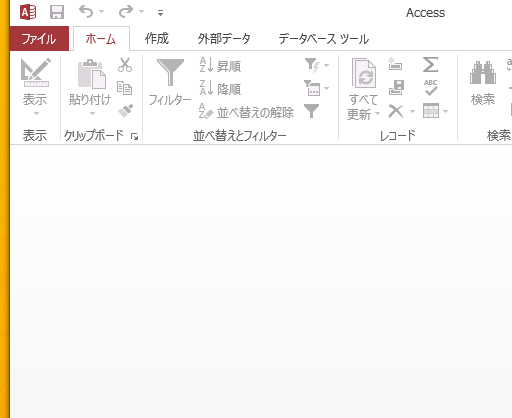 Access
ファイル ホーム 作成 外部データ データベース ツール
表示 貼り付け フィルター 昇順 降順 並べ替えの解除 すべて更新 検索
表示 クリップボード 並べ替えとフィルター レコード 検索